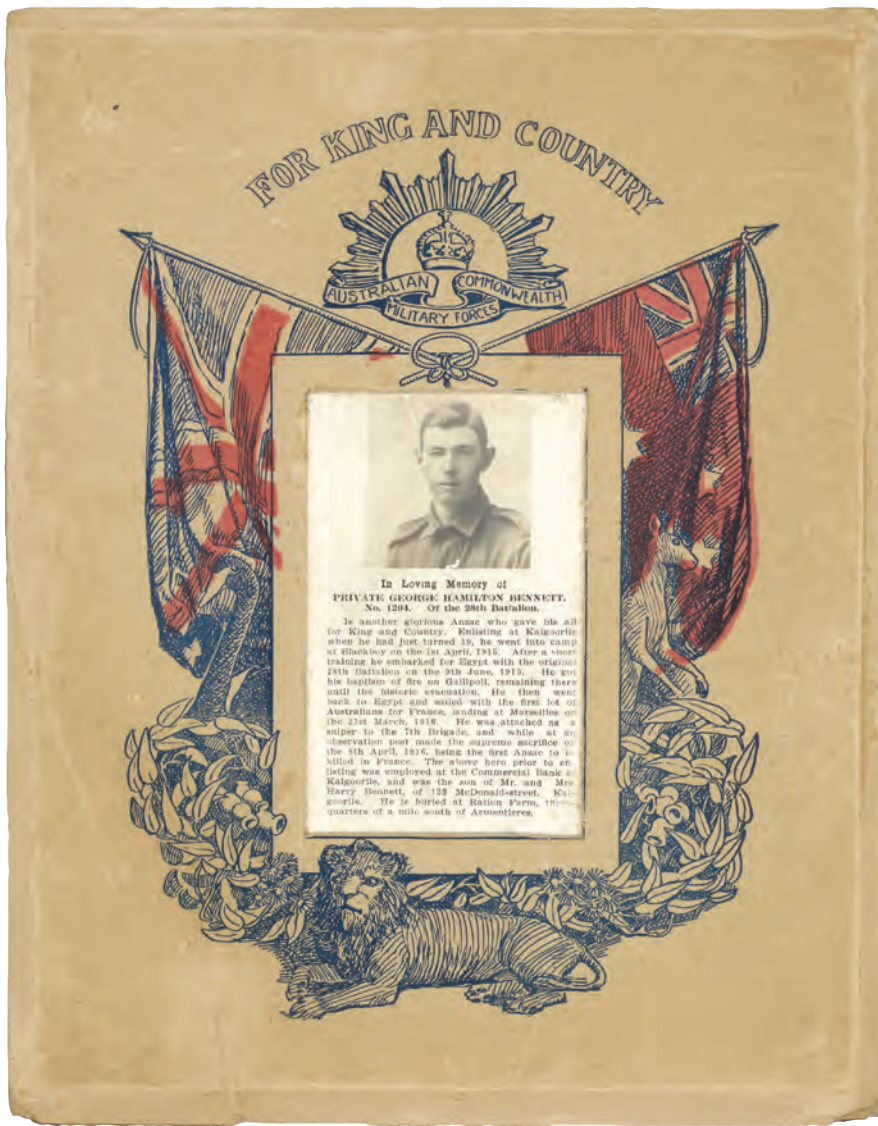 FOR KING AND COUNTRY
AUSTRALIAN COMMONWEALTH
MILITARY FORCES
In Loving Memory of
PRIVATE GEORGE HAMILTON BENNETT.
No. 1204. Of the 28th Battalion.
Is another glorious Anzac who gave his all
for King and Country. Enlisting at Kalgoorlie
when he had just turned 19, he went into camp
at Blackboy on the 1st April, 1915. After a short
training he embarked for Egypt with the original
28th Battalion on the 9th June, 1915. He got
his baptism of fire on Gallipoli, remaining there
until the historic evacuation. He then went
back to Egypt and sailed with the first lot of
Australians for France, landing at Marseilles on
the 21st March, 1916. He was attached as a
sniper to the 7th Brigade, and while at an
observation post made the supreme sacrifice on
the 8th April, 1916, being the first Anzac to be
killed in France. The above hero prior to en-
listing was employed at the Commercial Bank
Kalgoorlie, and was the son of Mr. and Mrs
Harry Bennett, of 123 McDonald-street, Kal-
goorlie. He is buried at Ration Farm, three-
quarters of a mile south of Armentieres.